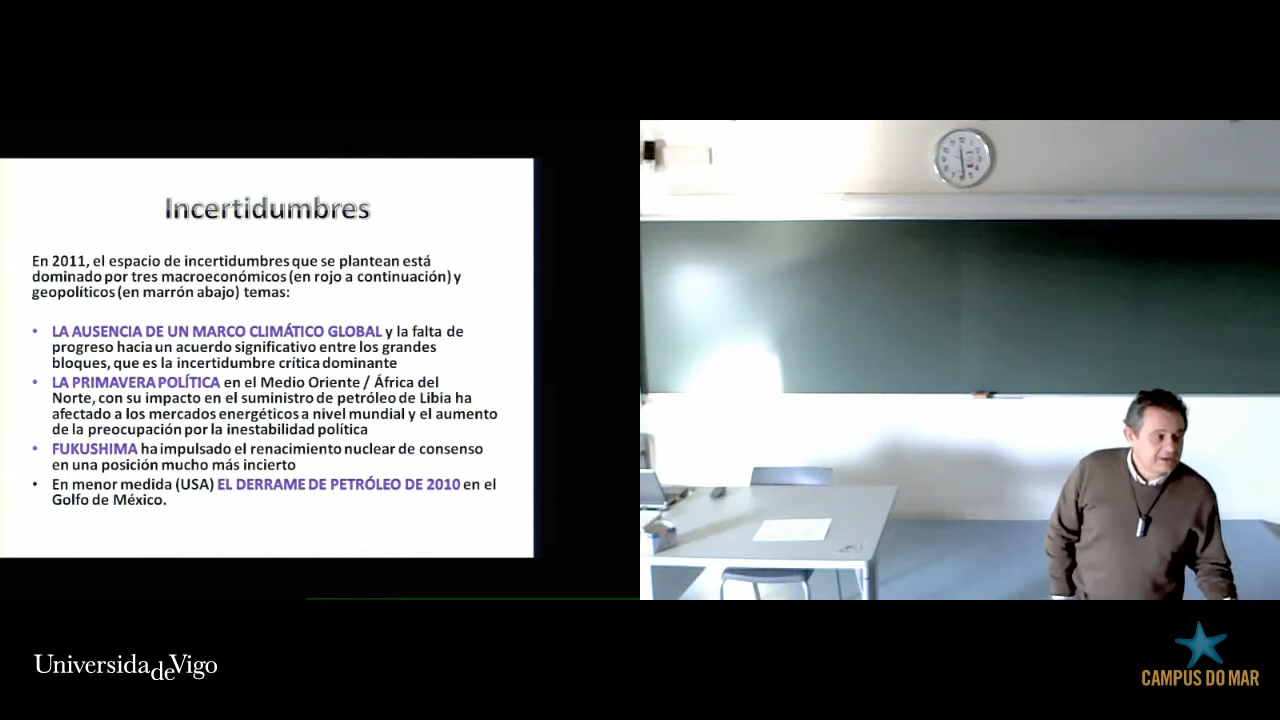 Incertidumbres
En 2011, el espacio de incertidumbres que se plantean está
dominado por tres macroeconómicos (en rojo a continuación) y
geopolíticos (en marrón abajo) temas:
• LA AUSENCIA DE UN MARCO CLIMÁTICO GLOBAL y la falta de
progreso hacia un acuerdo significativo entre los grandes
bloques, que es la incertidumbre crítica dominante
• LA PRIMAVERA POLÍTICA en el Medio Oriente / África del
Norte, con su impacto en el suministro de petróleo de Libia ha
afectado a los mercados energéticos a nivel mundial y el aumento
de la preocupación por la inestabilidad política
• FUKUSHIMA ha impulsado el renacimiento nuclear de consenso
en una posición mucho más incierto
• En menor medida (USA) EL DERRAME DE PETRÓLEO DE 2010 en el
Golfo de México.
UniversidadeVigo
CAMPUS DO MAR